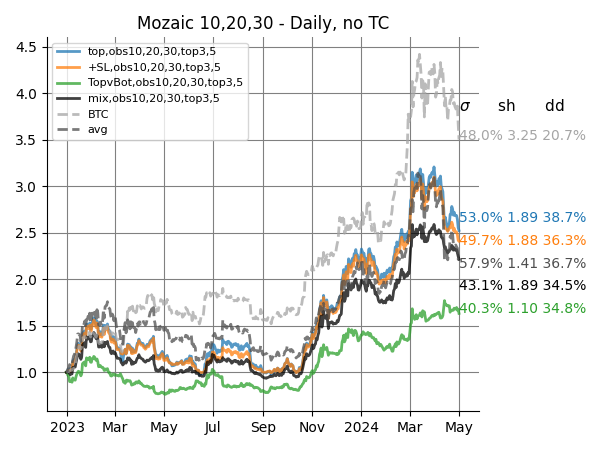 Mozaic 10,20,30 - Daily, no TC
top,obs10,20,30,top3,5
+SL,obs10,20,30,top3,5
TopvBot,obs10,20,30,top3,5
mix,obs10,20,30,top3,5
BTC
avg
4.5
4.0
3.5
3.0
2.5
2.0
1.5
1.0
σ sh dd
48.0% 3.25 20.7%
53.0% 1.89 38.7%
49.7% 1.88 36.3%
57.9% 1.41 36.7%
43.1% 1.89 34.5%
40.3% 1.10 34.8%
2023 Mar May Jul Sep Nov 2024 Mar May